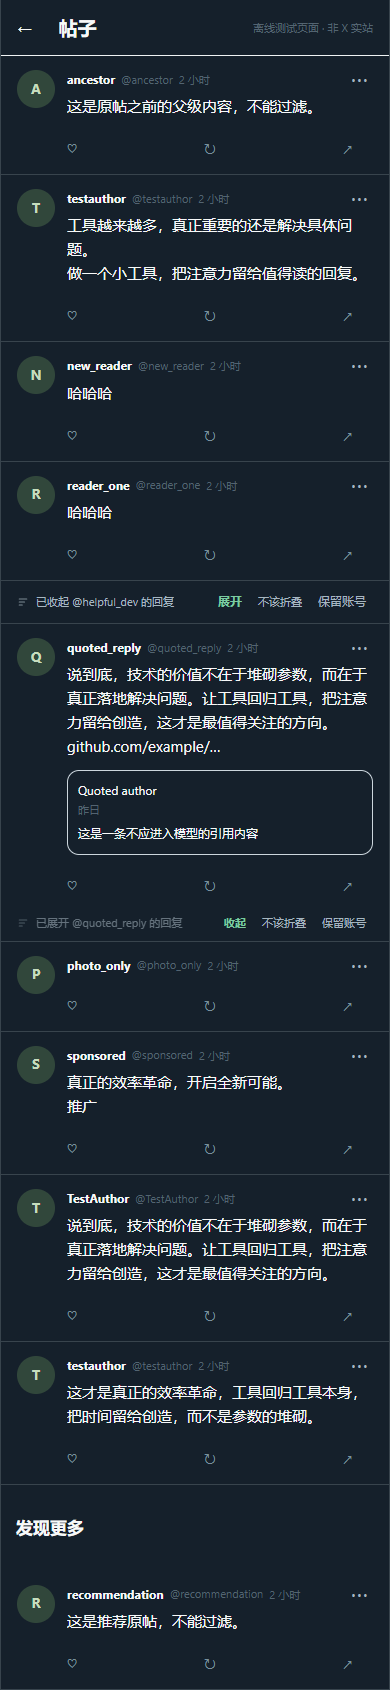 ← 帖子 离线测试页面 · 非 X 实站
A ancestor @ancestor 2 小时 ···
这是原帖之前的父级内容，不能过滤。
♡ ↻ ↗
T testauthor @testauthor 2 小时 ···
工具越来越多，真正重要的还是解决具体问
题。
做一个小工具，把注意力留给值得读的回复。
♡ ↻ ↗
N new_reader @new_reader 2 小时 ···
哈哈哈
♡ ↻ ↗
R reader_one @reader_one 2 小时 ···
哈哈哈
♡ ↻ ↗
已收起 @helpful_dev 的回复 展开 不该折叠 保留账号
Q quoted_reply @quoted_reply 2 小时 ···
说到底，技术的价值不在于堆砌参数，而在于
真正落地解决问题。让工具回归工具，把注意
力留给创造，这才是最值得关注的方向。
github.com/example/...
Quoted author
昨日
这是一条不应进入模型的引用内容
♡ ↻ ↗
已展开 @quoted_reply 的回复 收起 不该折叠 保留账号
P photo_only @photo_only 2 小时 ···
♡ ↻ ↗
S sponsored @sponsored 2 小时 ···
真正的效率革命，开启全新可能。
推广
♡ ↻ ↗
T TestAuthor @TestAuthor 2 小时 ···
说到底，技术的价值不在于堆砌参数，而在于
真正落地解决问题。让工具回归工具，把注意
力留给创造，这才是最值得关注的方向。
♡ ↻ ↗
T testauthor @testauthor 2 小时 ···
这才是真正的效率革命，工具回归工具本身，
把时间留给创造，而不是参数的堆砌。
♡ ↻ ↗
发现更多
R recommendation @recommendation 2 小时 ···
这是推荐原帖，不能过滤。
♡ ↻ ↗